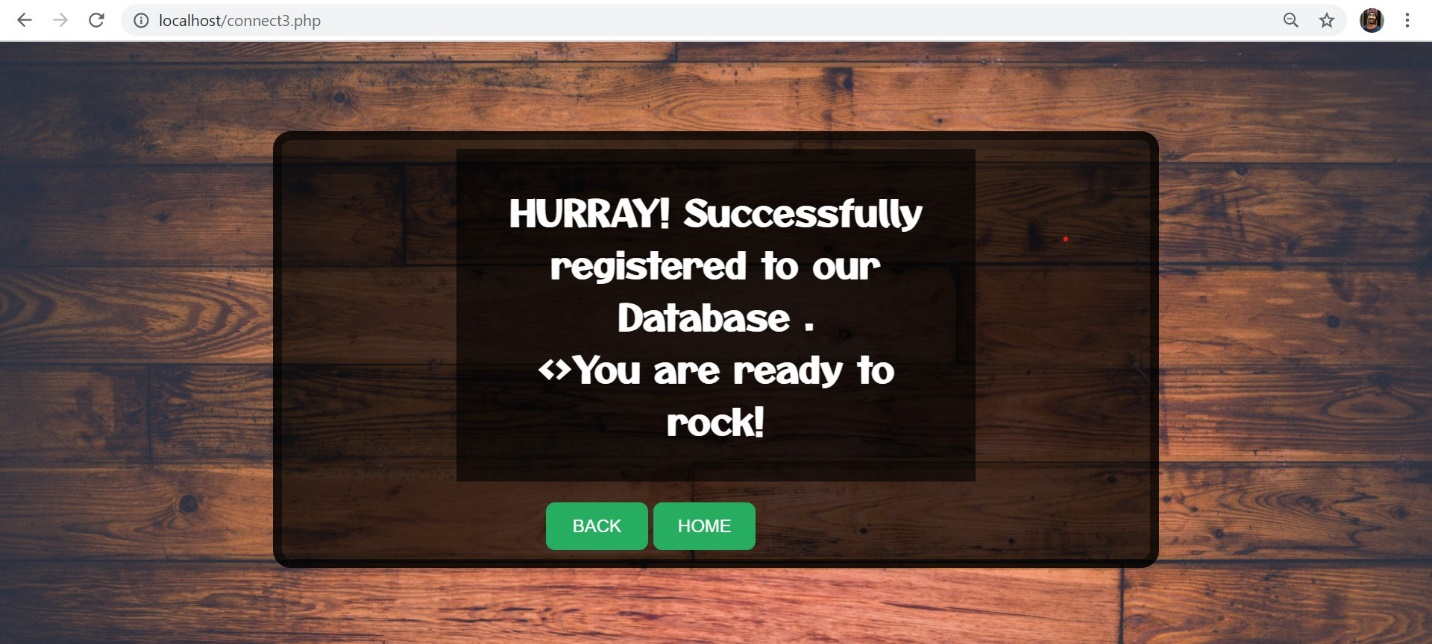 localhost/connect3.php
HURRAY! Successfully
registered to our
Database .
<>You are ready to
rock!
BACK HOME